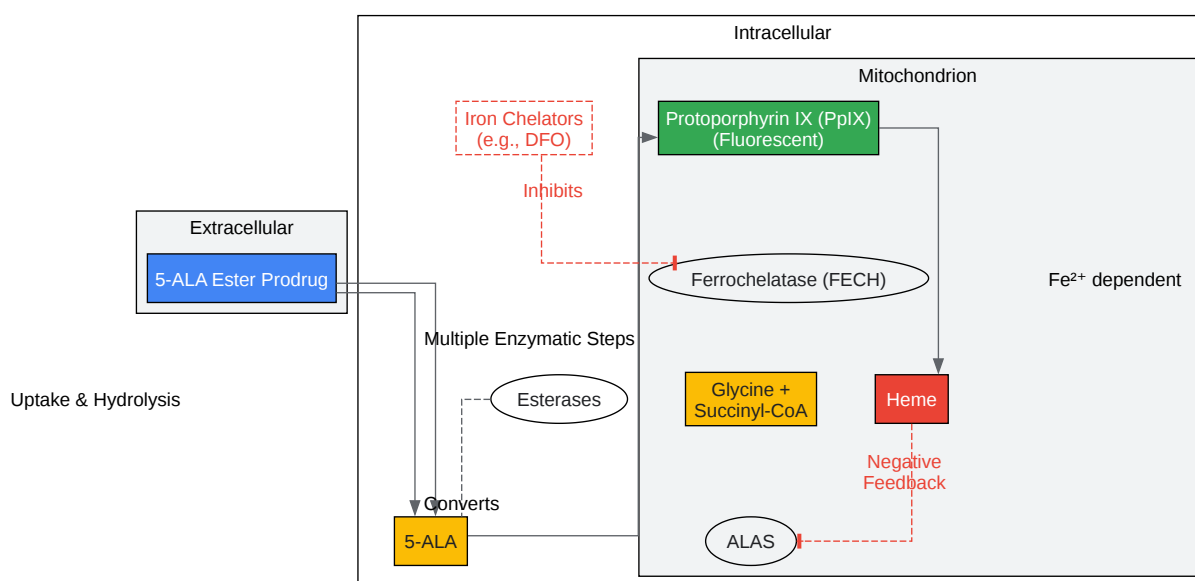 Intracellular
Mitochondrion
Iron Chelators
(e.g., DFO)
Protoporphyrin IX (PpIX)
(Fluorescent)
Inhibits
Extracellular
5-ALA Ester Prodrug
Ferrochelatase (FECH)
Fe²⁺ dependent
Multiple Enzymatic Steps
Uptake & Hydrolysis
Esterases
Glycine +
Succinyl-CoA
Heme
Negative
Feedback
Converts
5-ALA
ALAS